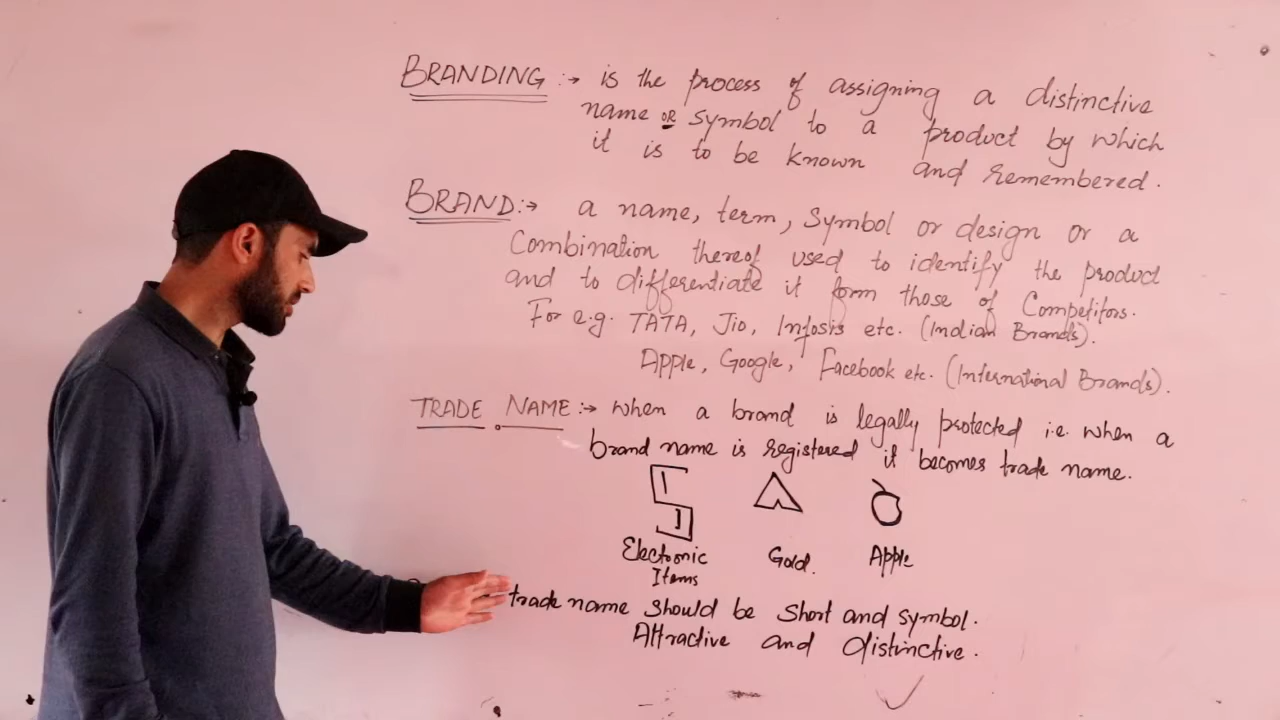 BRANDING :→ is the process of assigning a distinctive
name OR symbol to a product by which
it is to be known and remembered.
BRAND :→ a name, term, Symbol or design or a
Combination thereof used to identify the product
and to differentiate it form those of Competitors.
For e.g. TATA, Jio, Infosis etc. (Indian Brands).
Apple, Google, Facebook etc. (International Brands).
TRADE NAME :→ when a brand is legally protected i.e. when a
brand name is registered it becomes trade name.
Electronic Gold. Apple
Items
trade name should be short and symbol.
Attractive and distinctive.